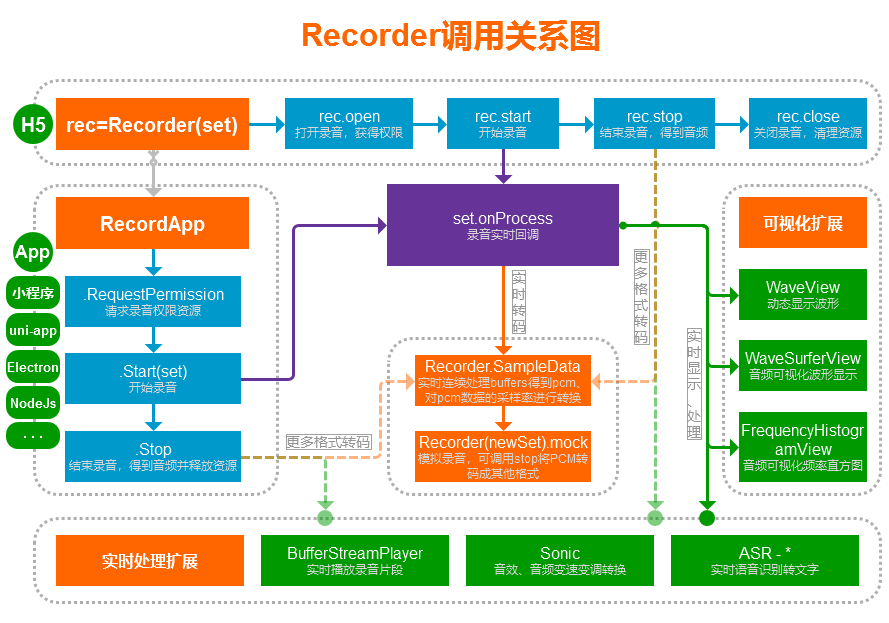 Recorder调用关系图
H5
rec=Recorder(set)
rec.open
打开录音，获得权限
rec.start
开始录音
rec.stop
结束录音，得到音频
rec.close
关闭录音，清理资源
App
小程序
uni-app
Electron
NodeJs
. . .
RecordApp
.RequestPermission
请求录音权限资源
.Start(set)
开始录音
.Stop
结束录音，得到音频并释放资源
set.onProcess
录音实时回调
实时转码
更多格式转码
更多格式转码
实时显示、处理
Recorder.SampleData
实时连续处理buffers得到pcm、
对pcm数据的采样率进行转换
Recorder(newSet).mock
模拟录音，可调用stop将PCM转
码成其他格式
可视化扩展
WaveView
动态显示波形
WaveSurferView
音频可视化波形显示
FrequencyHistogr
amView
音频可视化频率直方图
实时处理扩展
BufferStreamPlayer
实时播放录音片段
Sonic
音效、音频变速变调转换
ASR - *
实时语音识别转文字